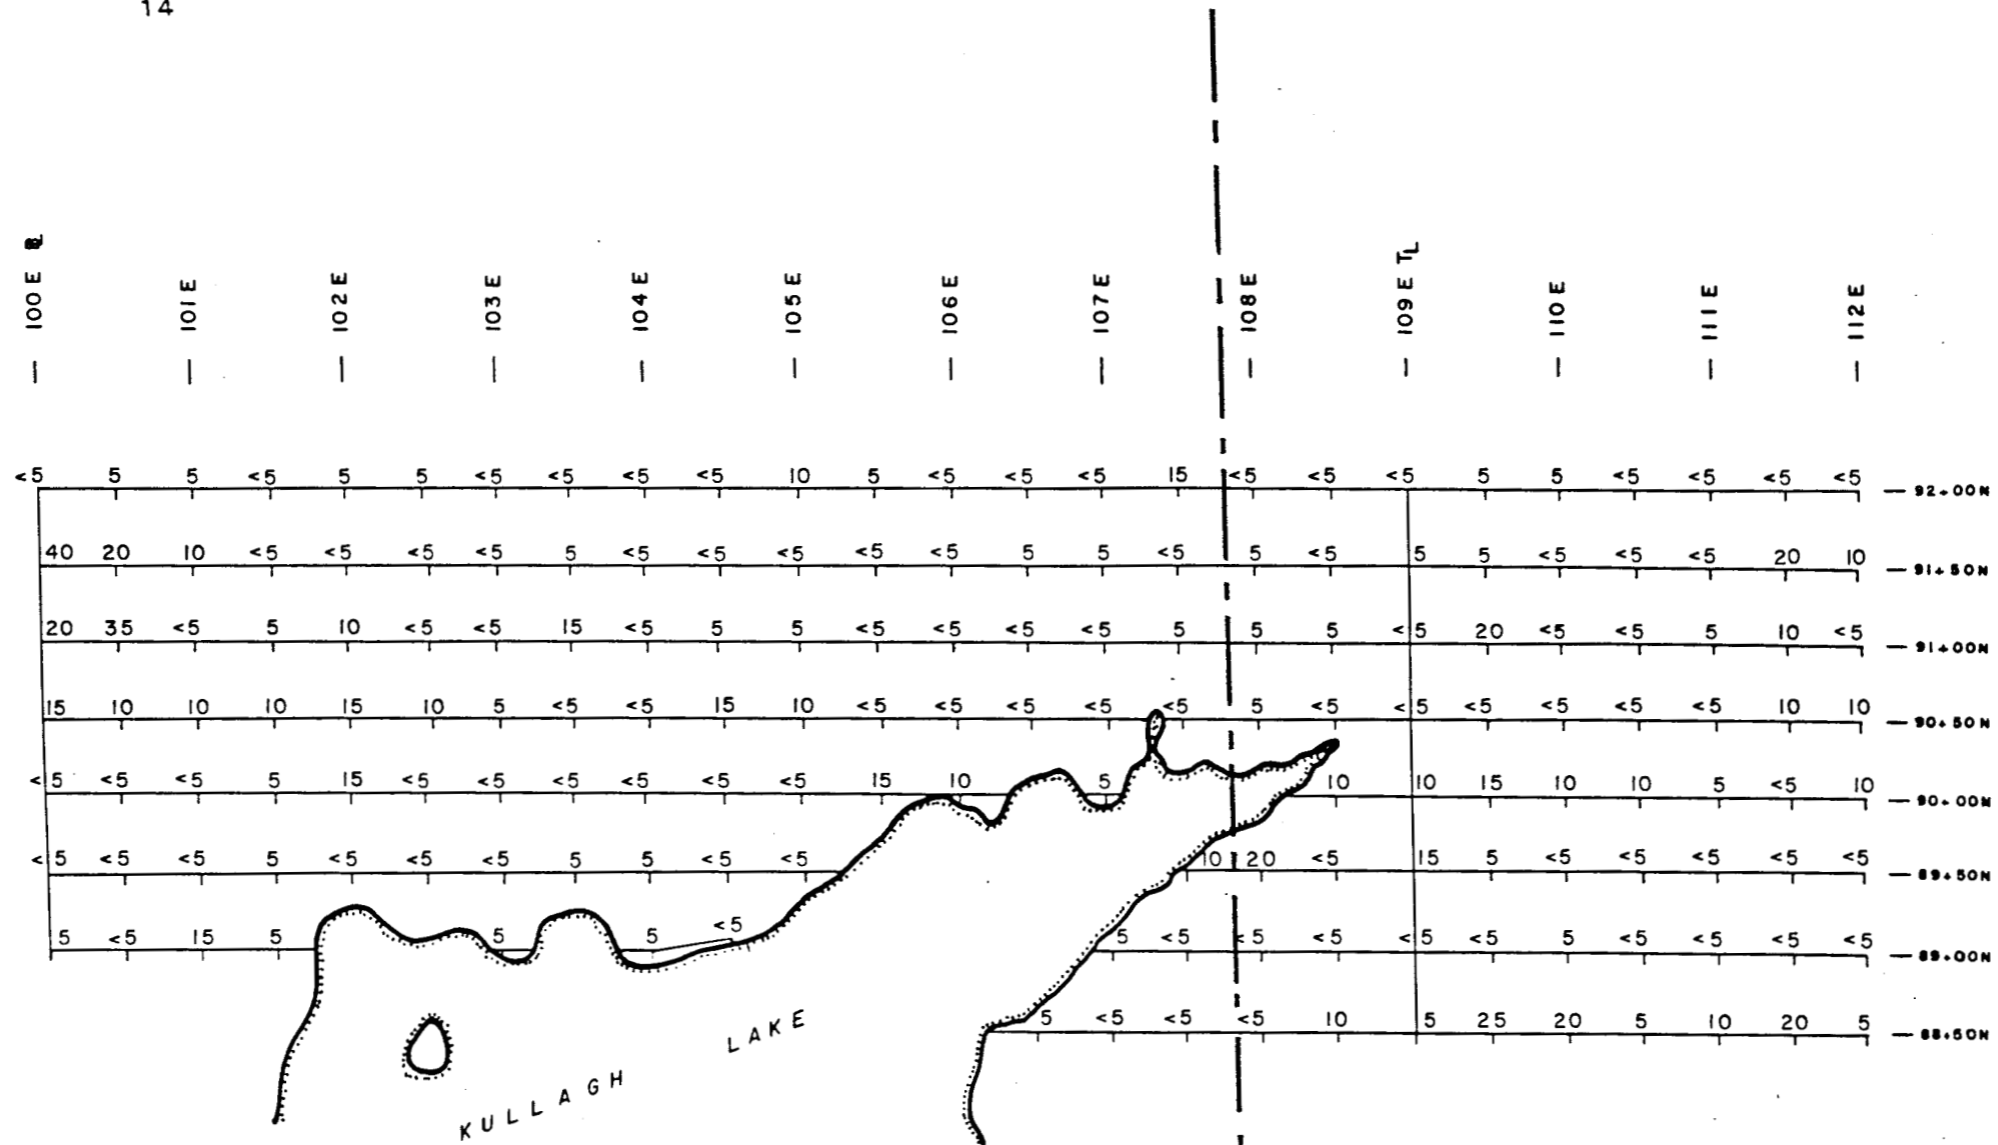 14
100 E BL
101 E
102 E
103 E
104 E
105 E
106 E
107 E
108 E
109 E TL
110 E
111 E
112 E
<5 5 5 <5 5 5 <5 <5 <5 <5 10 5 <5 <5 <5 15 <5 <5 <5 5 5 <5 <5 <5 <5 92+00N
40 20 10 <5 <5 <5 <5 5 <5 <5 <5 <5 <5 5 5 <5 5 <5 5 5 <5 <5 <5 20 10 91+50N
20 35 <5 5 10 <5 <5 15 <5 5 5 <5 <5 <5 <5 5 5 5 <5 20 <5 <5 5 10 <5 91+00N
15 10 10 10 15 10 5 <5 <5 15 10 <5 <5 <5 <5 <5 5 <5 <5 <5 <5 <5 <5 10 10 90+50N
<5 <5 <5 5 15 <5 <5 <5 <5 <5 <5 15 10 5 10 10 15 10 10 5 <5 10 90+00N
<5 <5 <5 5 <5 <5 <5 5 5 <5 <5 10 20 <5 15 5 <5 <5 <5 <5 <5 89+50N
5 <5 15 5 5 5 <5 5 <5 <5 <5 <5 <5 5 <5 <5 <5 <5 89+00N
5 <5 <5 <5 10 5 25 20 5 10 20 5 88+50N
KULLAGH LAKE